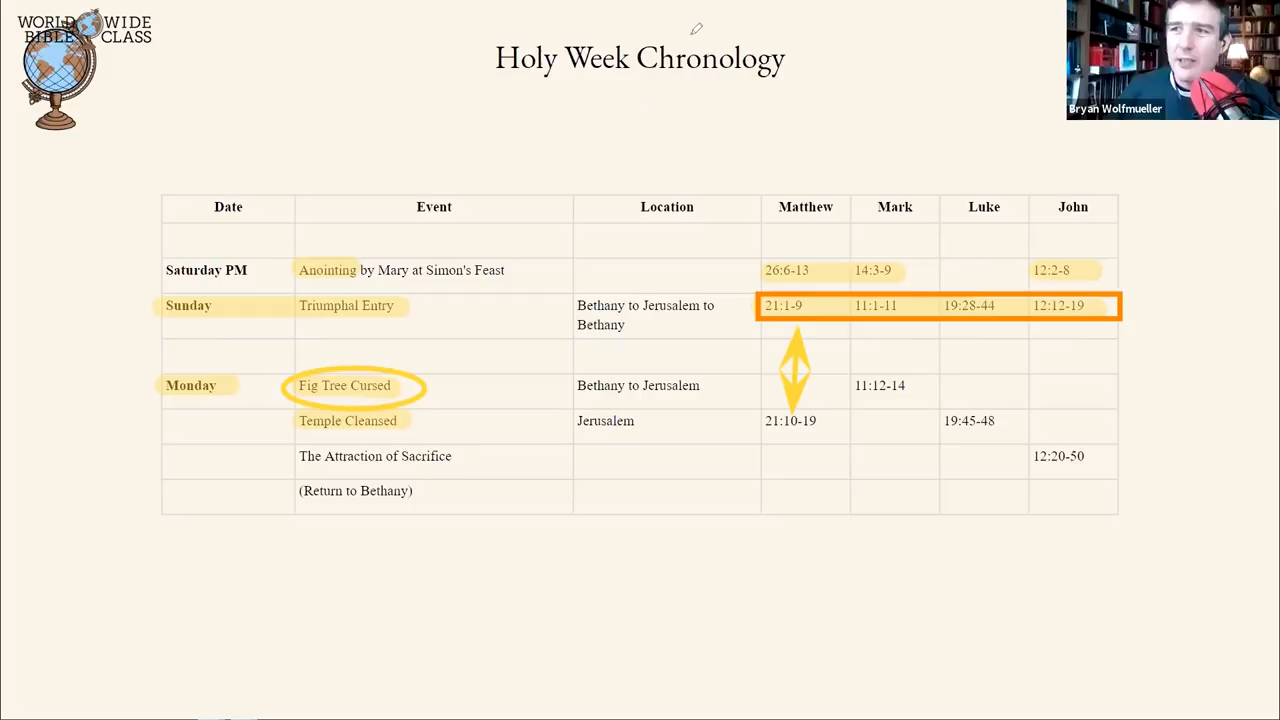 WORLD WIDE
BIBLE CLASS
Holy Week Chronology
Bryan Wolfmueller
Date Event Location Matthew Mark Luke John
Saturday PM Anointing by Mary at Simon's Feast 26:6-13 14:3-9 12:2-8
Sunday Triumphal Entry Bethany to Jerusalem to Bethany 21:1-9 11:1-11 19:28-44 12:12-19
Monday Fig Tree Cursed Bethany to Jerusalem 11:12-14
Temple Cleansed Jerusalem 21:10-19 19:45-48
The Attraction of Sacrifice 12:20-50
(Return to Bethany)